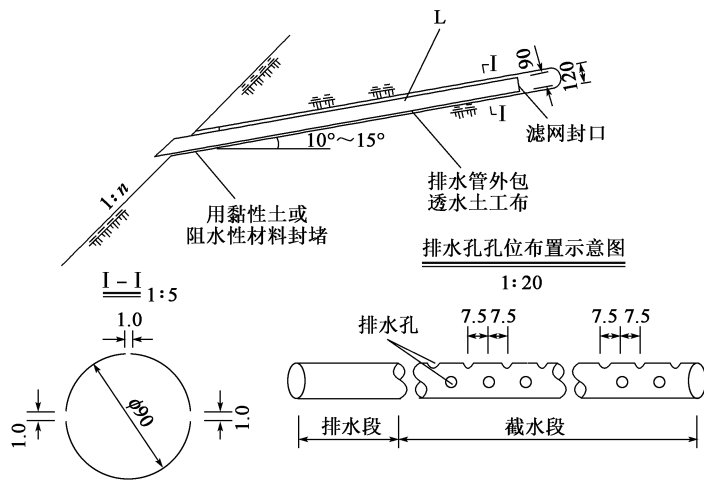 L
I
I
90
120
滤网封口
10°～15°
排水管外包
透水土工布
1:n
用黏性土或
阻水性材料封堵
排水孔孔位布置示意图
1:20
I－I
1:5
1.0
ϕ90
1.0
1.0
排水孔
7.5 7.5
7.5 7.5
排水段
截水段